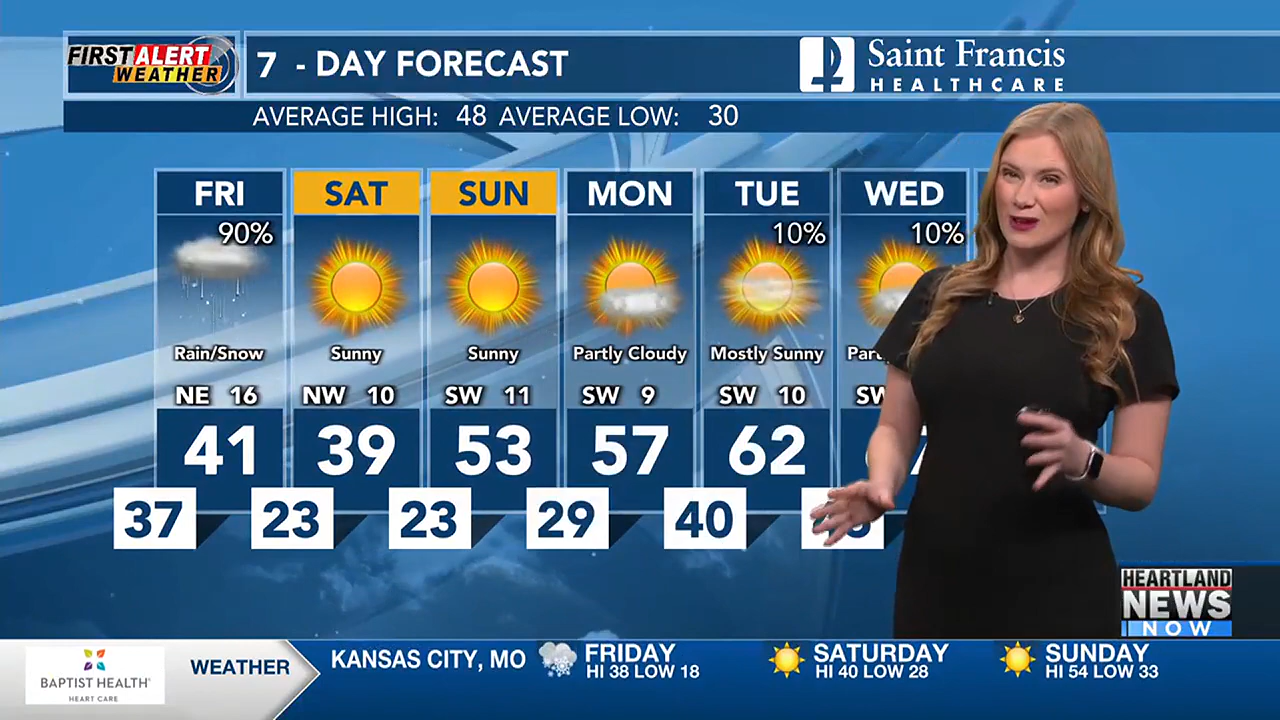 FIRST ALERT
WEATHER
7 - DAY FORECAST
Saint Francis
HEALTHCARE
AVERAGE HIGH: 48 AVERAGE LOW: 30
FRI SAT SUN MON TUE WED
90% 10% 10%
Rain/Snow Sunny Sunny Partly Cloudy Mostly Sunny
NE 16 NW 10 SW 11 SW 9 SW 10 SW
41 39 53 57 62
37 23 23 29 40
HEARTLAND
NEWS
NOW
BAPTIST HEALTH
HEART CARE
WEATHER
KANSAS CITY, MO
FRIDAY
HI 38 LOW 18
SATURDAY
HI 40 LOW 28
SUNDAY
HI 54 LOW 33